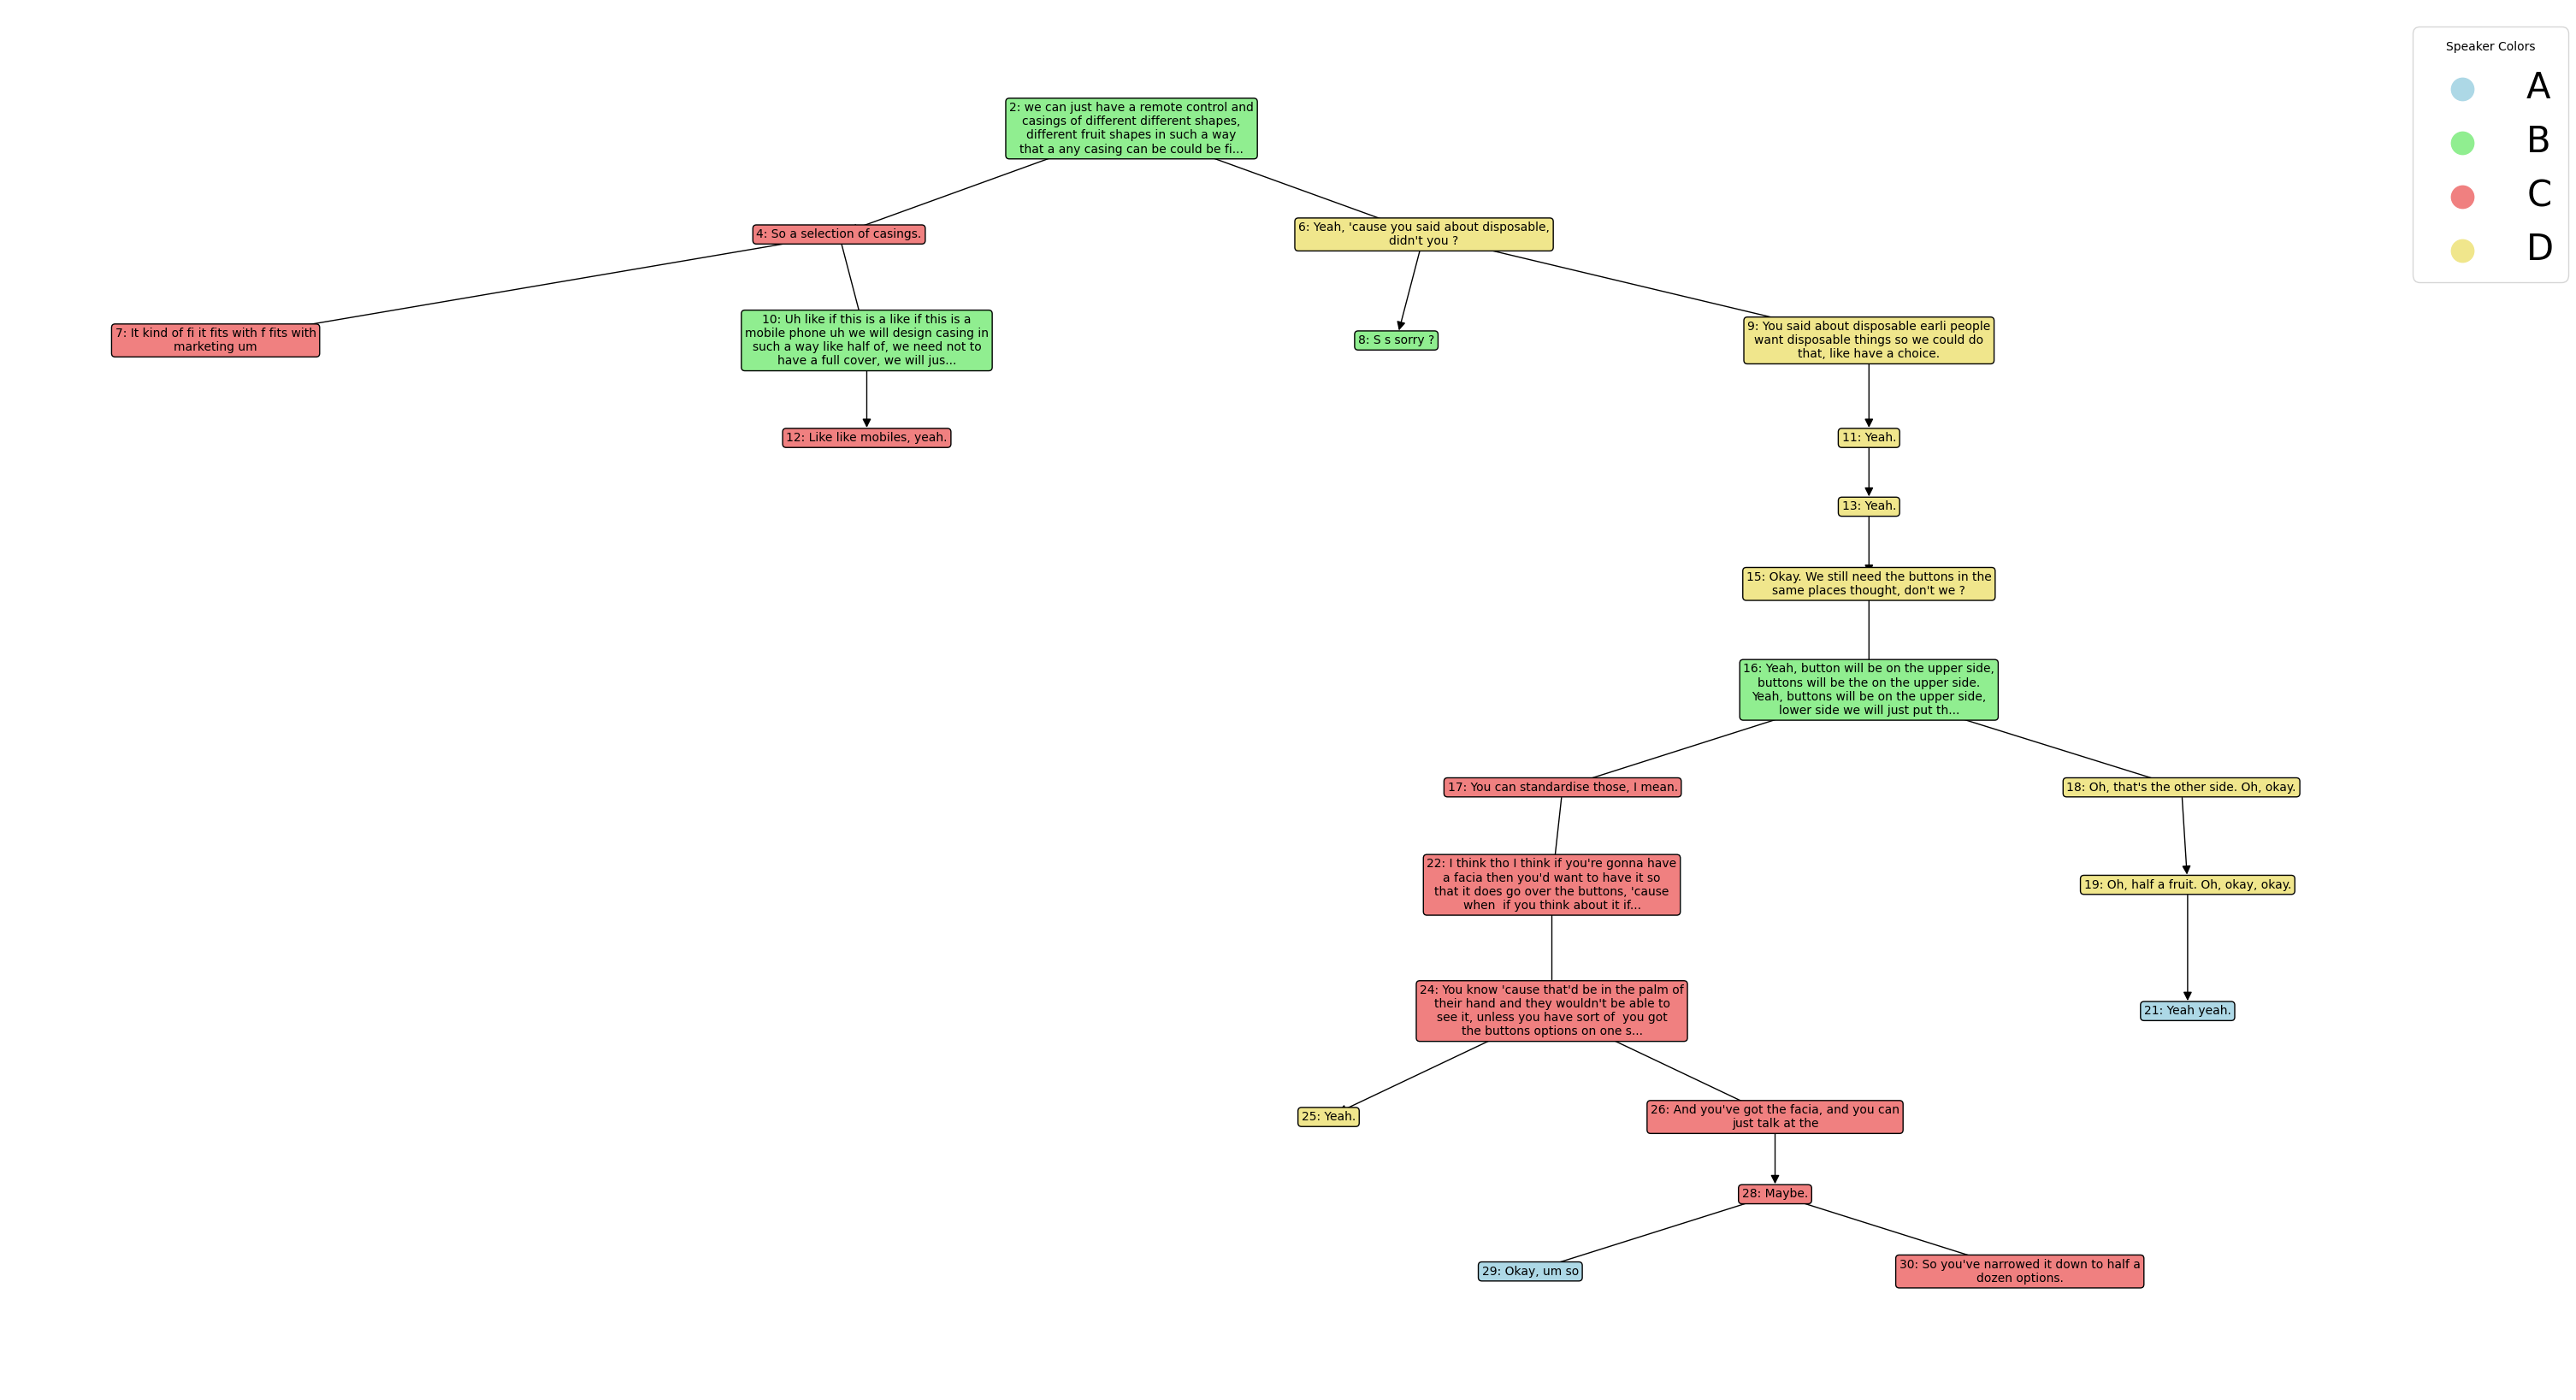 Speaker Colors
A
B
C
D
2: we can just have a remote control and
casings of different different shapes,
different fruit shapes in such a way
that a any casing can be could be fi...
4: So a selection of casings.
6: Yeah, 'cause you said about disposable,
didn't you ?
7: It kind of fi it fits with f fits with
marketing um
10: Uh like if this is a like if this is a
mobile phone uh we will design casing in
such a way like half of, we need not to
have a full cover, we will jus...
8: S s sorry ?
9: You said about disposable earli people
want disposable things so we could do
that, like have a choice.
12: Like like mobiles, yeah.
11: Yeah.
13: Yeah.
15: Okay. We still need the buttons in the
same places thought, don't we ?
16: Yeah, button will be on the upper side,
buttons will be the on the upper side.
Yeah, buttons will be on the upper side,
lower side we will just put th...
17: You can standardise those, I mean.
18: Oh, that's the other side. Oh, okay.
22: I think tho I think if you're gonna have
a facia then you'd want to have it so
that it does go over the buttons, 'cause
when  if you think about it if...
19: Oh, half a fruit. Oh, okay, okay.
24: You know 'cause that'd be in the palm of
their hand and they wouldn't be able to
see it, unless you have sort of  you got
the buttons options on one s...
21: Yeah yeah.
25: Yeah.
26: And you've got the facia, and you can
just talk at the
28: Maybe.
29: Okay, um so
30: So you've narrowed it down to half a
dozen options.